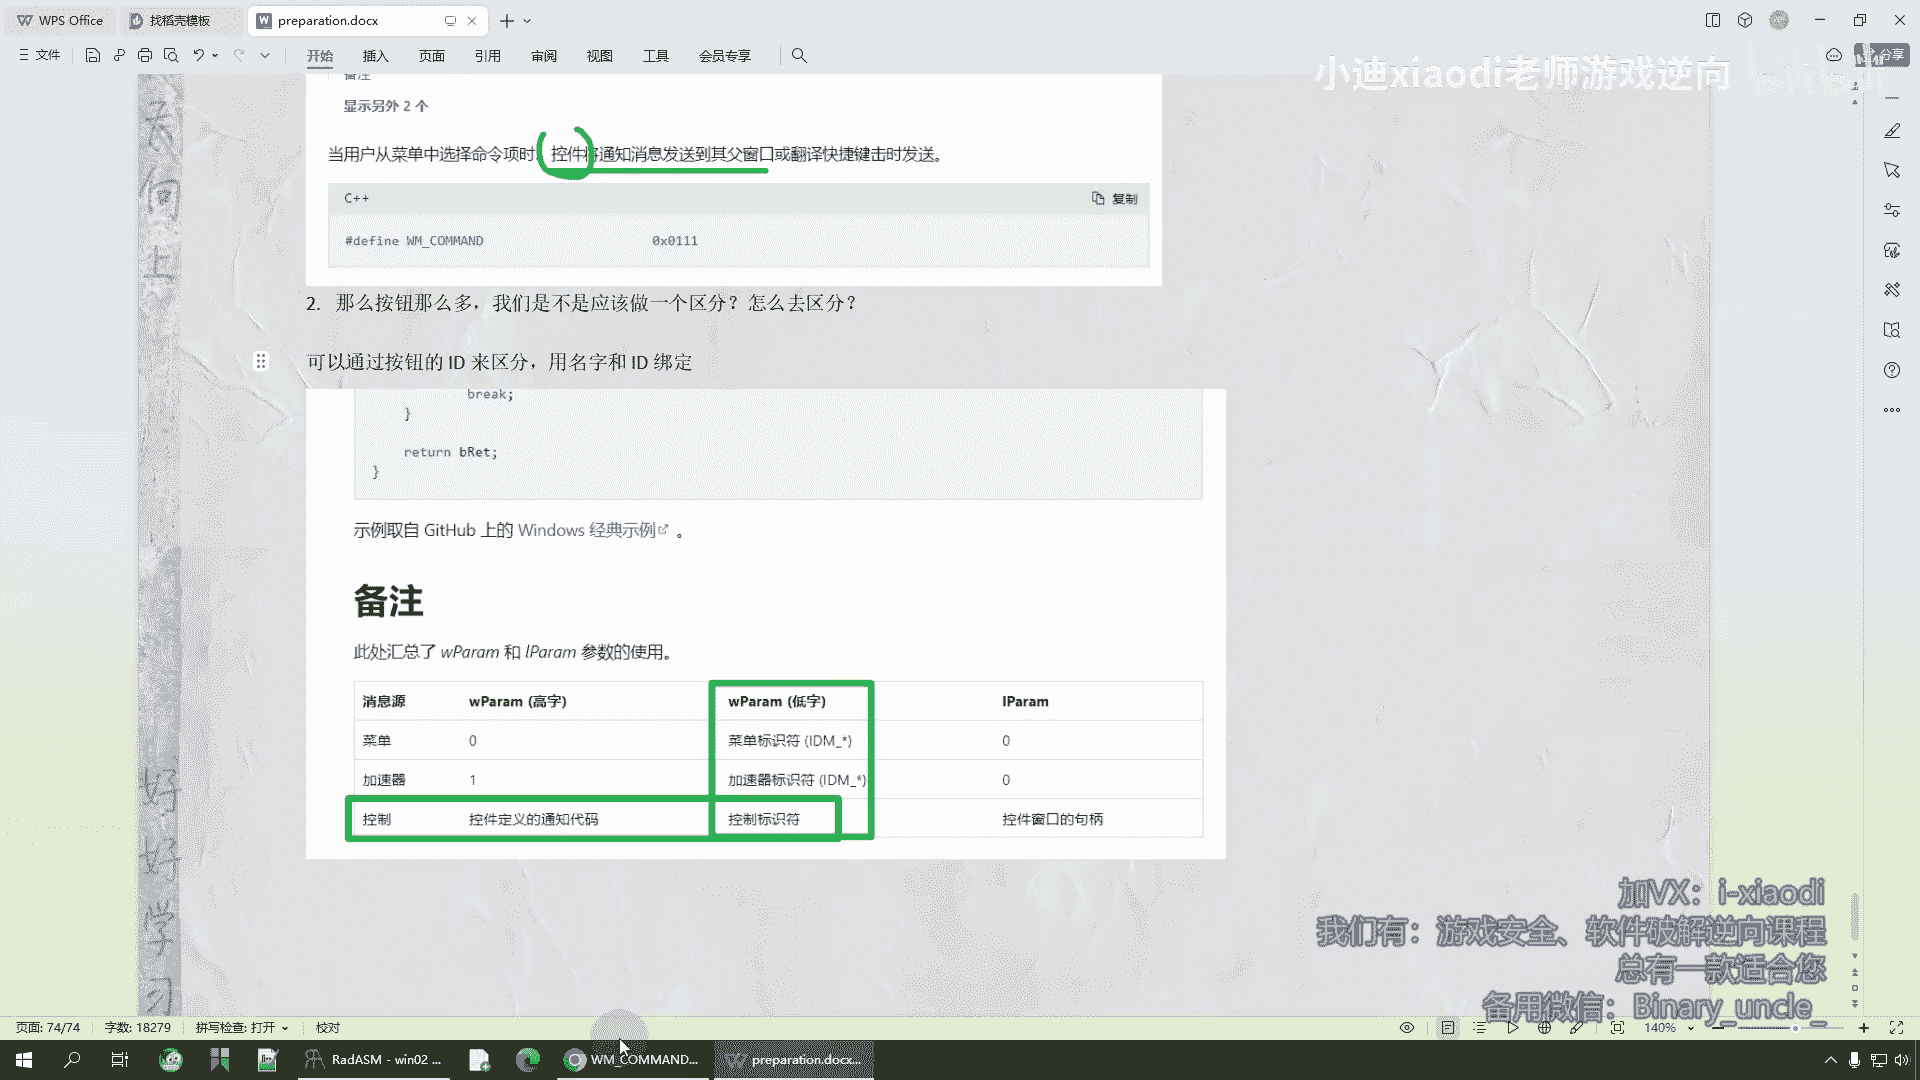 WPS Office
找稻壳模板
preparation.docx
文件
开始
插入
页面
引用
审阅
视图
工具
会员专享
分享
小迪xiaodi老师游戏逆向
备注
显示另外 2 个
当用户从菜单中选择命令项时，控件将通知消息发送到其父窗口或翻译快捷键击时发送。
C++
复制
#define WM_COMMAND 0x0111
2. 那么按钮那么多，我们是不是应该做一个区分？怎么去区分？
可以通过按钮的 ID 来区分，用名字和 ID 绑定
break;
}
return bRet;
}
示例取自 GitHub 上的 Windows 经典示例 。
备注
此处汇总了 wParam 和 lParam 参数的使用。
消息源 wParam (高字) wParam (低字) lParam
菜单 0 菜单标识符 (IDM_*) 0
加速器 1 加速器标识符 (IDM_*) 0
控制 控件定义的通知代码 控制标识符 控件窗口的句柄
好好学习
加VX：i-xiaodi
我们有：游戏安全、软件破解逆向课程
总有一款适合您
备用微信：Binary_uncle_
页面: 74/74
字数: 18279
拼写检查: 打开
校对
140%
RadASM - win02 ...
WM_COMMAND...
preparation.docx...